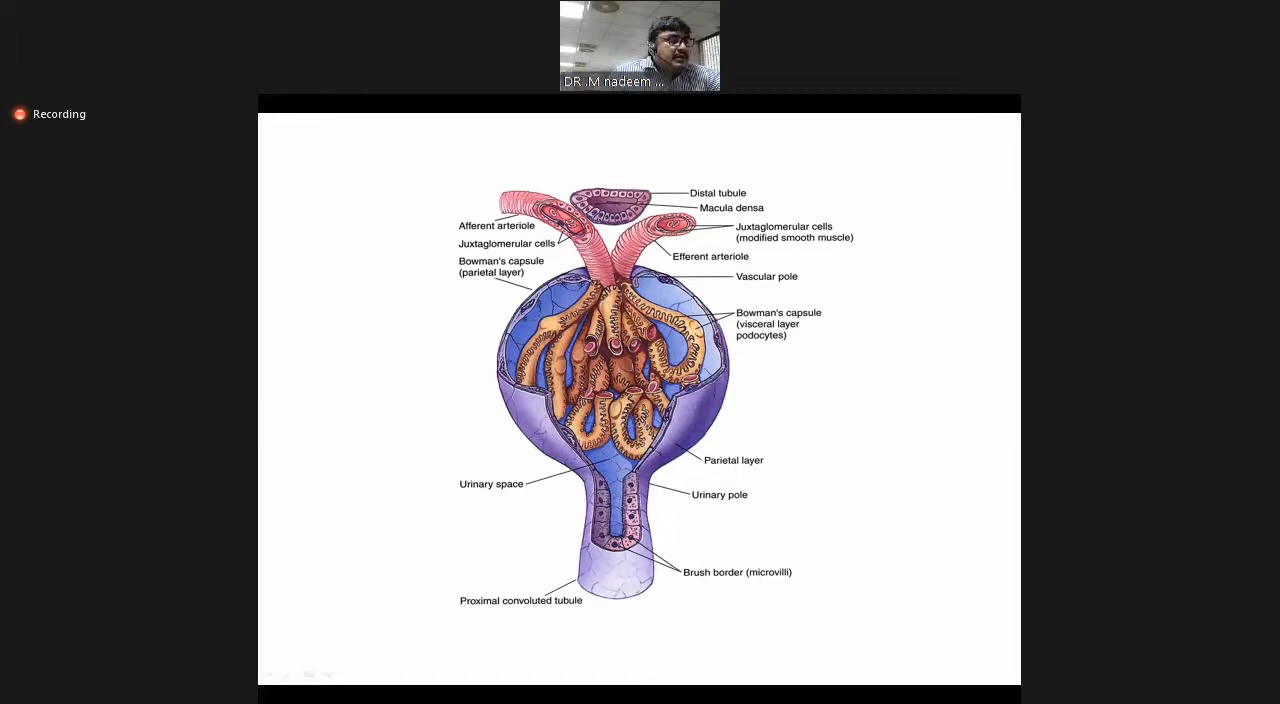 DR .M nadeem ...
Recording
Distal tubule
Macula densa
Afferent arteriole
Juxtaglomerular cells
(modified smooth muscle)
Juxtaglomerular cells
Efferent arteriole
Bowman's capsule
(parietal layer)
Vascular pole
Bowman's capsule
(visceral layer
podocytes)
Parietal layer
Urinary space
Urinary pole
Brush border (microvilli)
Proximal convoluted tubule